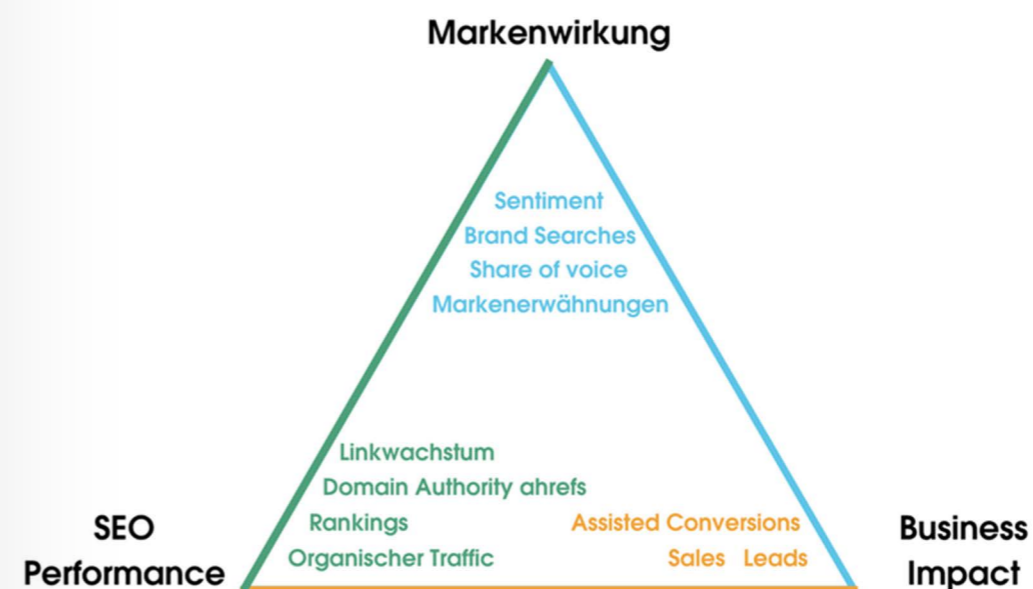 Markenwirkung
Sentiment
Brand Searches
Share of voice
Markenerwähnungen
Linkwachstum
Domain Authority ahrefs
Rankings
Organischer Traffic
Assisted Conversions
Sales Leads
SEO
Performance
Business
Impact